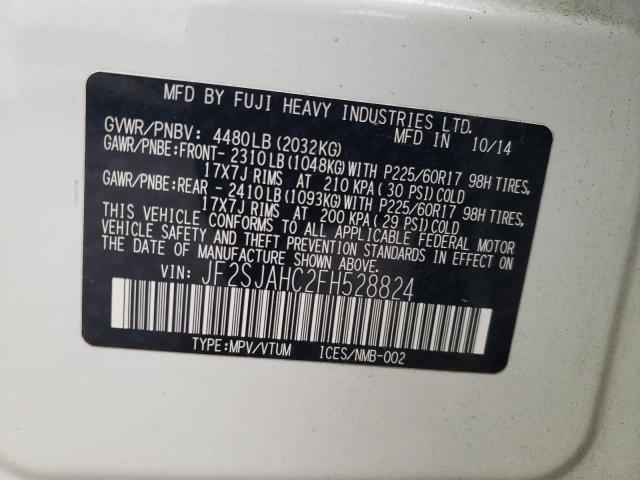 MFD BY FUJI HEAVY INDUSTRIES LTD.
MFD IN 10/14
GVWR/PNBV: 4480LB(2032KG)
GAWR/PNBE:FRONT- 2310LB(1048KG)WITH P225/60R17 98H TIRES,
17X7J RIMS AT 210 KPA(30 PSI)COLD
GAWR/PNBE:REAR - 2410LB(1093KG)WITH P225/60R17 98H TIRES,
17X7J RIMS AT 200 KPA(29 PSI)COLD
THIS VEHICLE CONFORMS TO ALL APPLICABLE FEDERAL MOTOR
VEHICLE SAFETY AND THEFT PREVENTION STANDARDS IN EFFECT ON
THE DATE OF MANUFACTURE SHOWN ABOVE.
VIN: JF2SJAHC2FH528824
TYPE:MPV/VTUM ICES/NMB-002